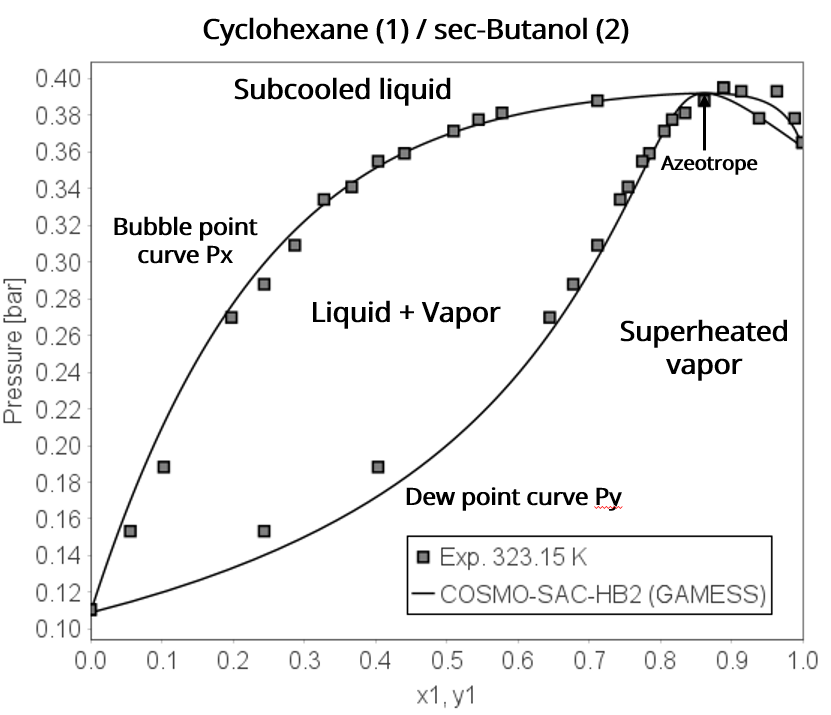 Cyclohexane (1) / sec-Butanol (2)
Subcooled liquid
Azeotrope
Bubble point
curve Px
Liquid + Vapor
Superheated
vapor
Dew point curve Py
Exp. 323.15 K
COSMO-SAC-HB2 (GAMESS)
Pressure [bar]
0.40
0.38
0.36
0.34
0.32
0.30
0.28
0.26
0.24
0.22
0.20
0.18
0.16
0.14
0.12
0.10
0.0 0.1 0.2 0.3 0.4 0.5 0.6 0.7 0.8 0.9 1.0
x1, y1